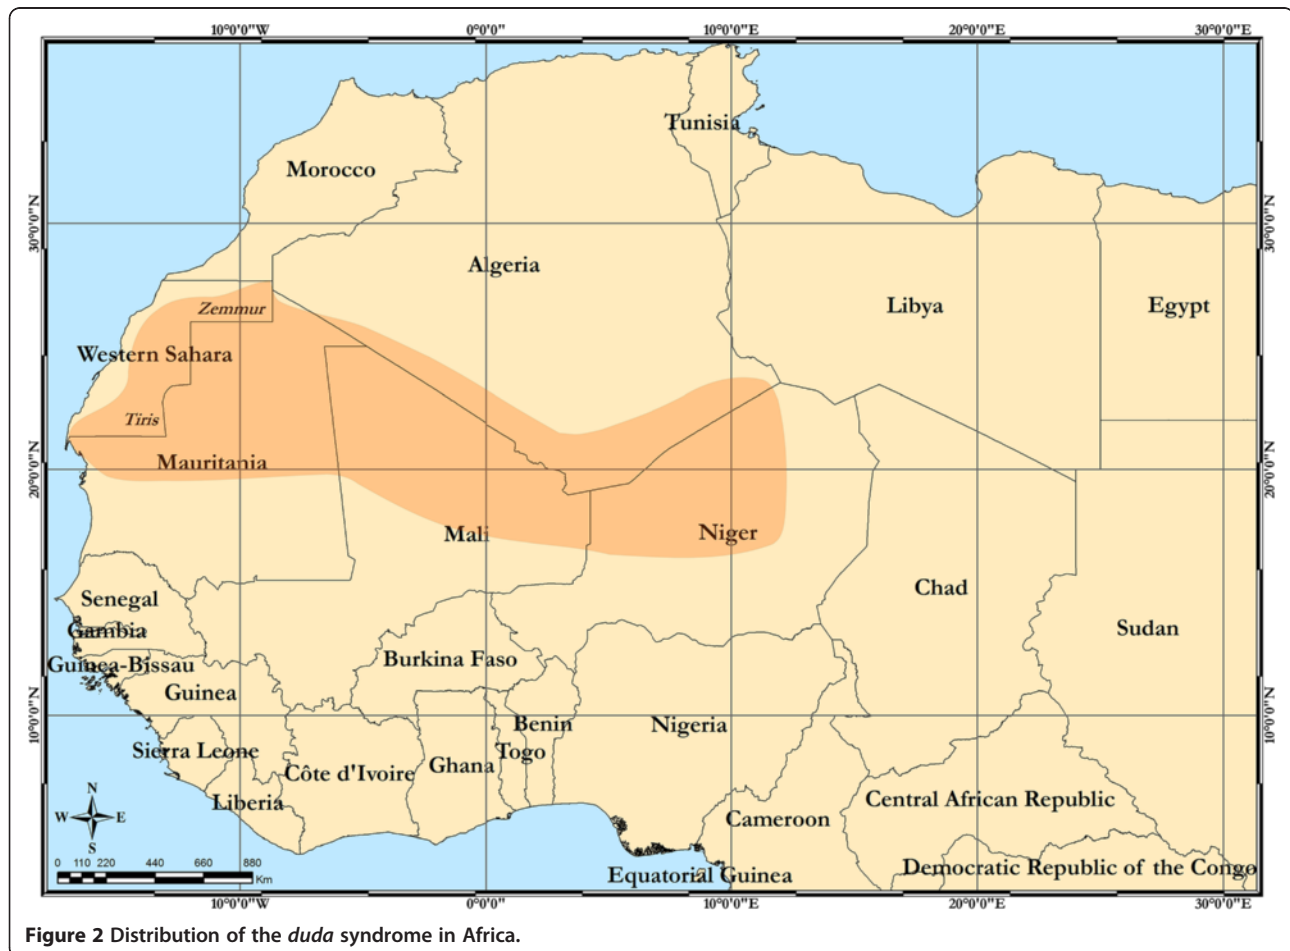 10°0'0"W 0°0'0" 10°0'0"E 20°0'0"E 30°0'0"E
Tunisia
Morocco
30°0'0"N 30°0'0"N
Algeria
Zemmur
Libya Egypt
Western Sahara
Tiris
Mauritania
20°0'0"N 20°0'0"N
Mali Niger
Chad
Senegal
Sudan
Gambia
Guinea-Bissau Burkina Faso
Guinea
10°0'0"N 10°0'0"N
Benin Nigeria
Sierra Leone Togo
Côte d'Ivoire Ghana
Liberia Central African Republic
N
W E
S
Cameroon
0 110 220 440 660 880
Km
Democratic Republic of the Congo
Equatorial Guinea
10°0'0"W 0°0'0" 10°0'0"E 20°0'0"E 30°0'0"E
Figure 2 Distribution of the duda syndrome in Africa.